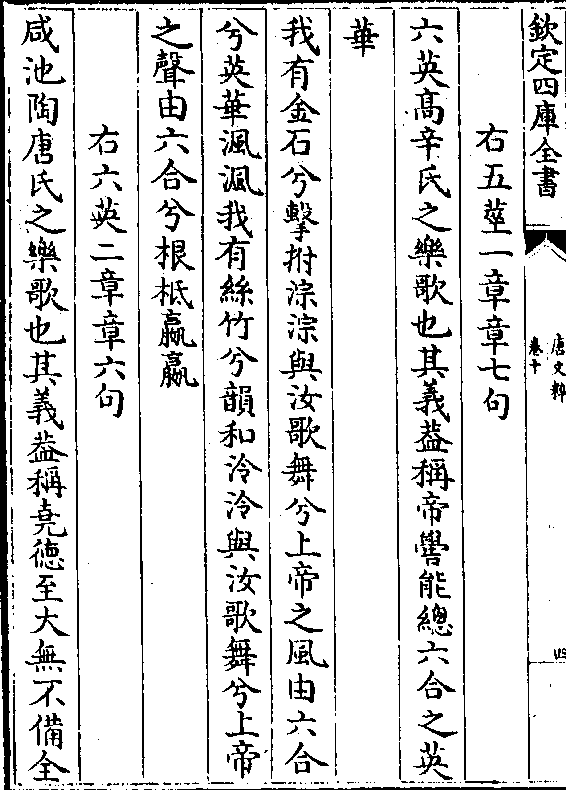 欽定四庫全書
唐文粹
卷十
右五莖一章章七句
六英髙辛氏之樂歌也其義葢稱帝嚳能總六合之英
華
我有金石兮擊拊淙淙與汝歌舞兮上帝之風由六合
兮英華渢渢我有絲竹兮韻和泠泠與汝歌舞兮上帝
之聲由六合兮根柢羸羸
右六英二章章六句
咸池陶唐氏之樂歌也其義葢稱堯德至大無不備全